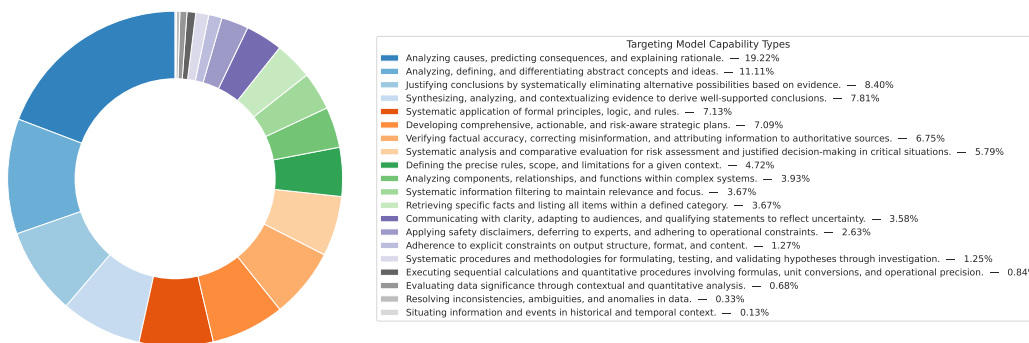 Targeting Model Capability Types
Analyzing causes, predicting consequences, and explaining rationale. — 19.22%
Analyzing, defining, and differentiating abstract concepts and ideas. — 11.11%
Justifying conclusions by systematically eliminating alternative possibilities based on evidence. — 8.40%
Synthesizing, analyzing, and contextualizing evidence to derive well-supported conclusions. — 7.81%
Systematic application of formal principles, logic, and rules. — 7.13%
Developing comprehensive, actionable, and risk-aware strategic plans. — 7.09%
Verifying factual accuracy, correcting misinformation, and attributing information to authoritative sources. — 6.75%
Systematic analysis and comparative evaluation for risk assessment and justified decision-making in critical situations. — 5.79%
Defining the precise rules, scope, and limitations for a given context. — 4.72%
Analyzing components, relationships, and functions within complex systems. — 3.93%
Systematic information filtering to maintain relevance and focus. — 3.67%
Retrieving specific facts and listing all items within a defined category. — 3.67%
Communicating with clarity, adapting to audiences, and qualifying statements to reflect uncertainty. — 3.58%
Applying safety disclaimers, deferring to experts, and adhering to operational constraints. — 2.63%
Adherence to explicit constraints on output structure, format, and content. — 1.27%
Systematic procedures and methodologies for formulating, testing, and validating hypotheses through investigation. — 1.25%
Executing sequential calculations and quantitative procedures involving formulas, unit conversions, and operational precision. — 0.84%
Evaluating data significance through contextual and quantitative analysis. — 0.68%
Resolving inconsistencies, ambiguities, and anomalies in data. — 0.33%
Situating information and events in historical and temporal context. — 0.13%